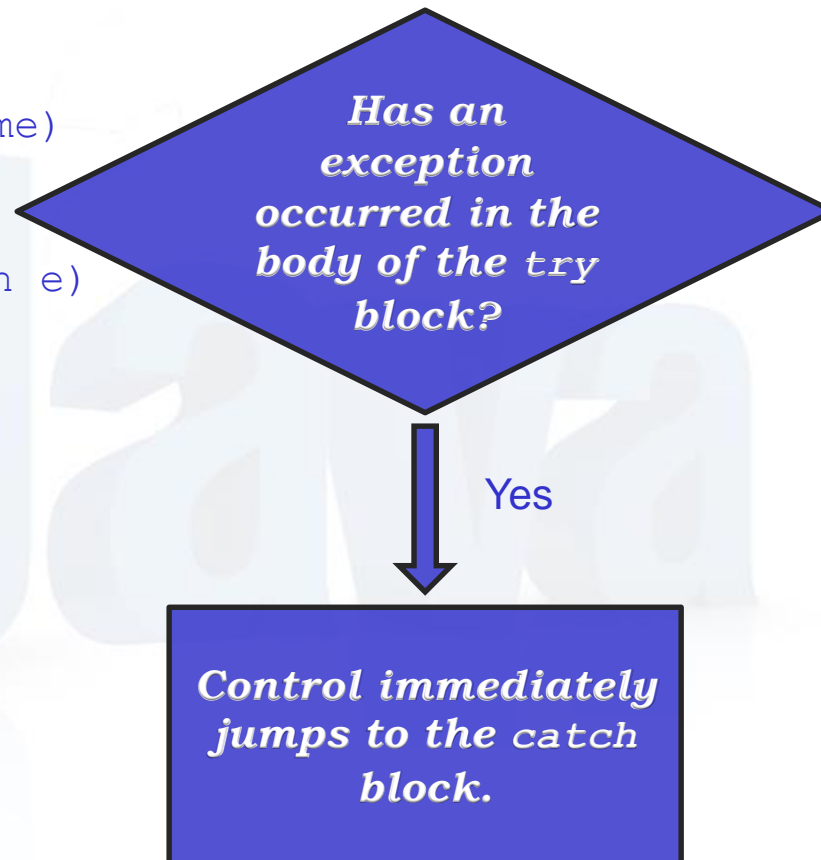 me)
n e)
Has an
exception
occurred in the
body of the try
block?
Yes
Control immediately
jumps to the catch
block.